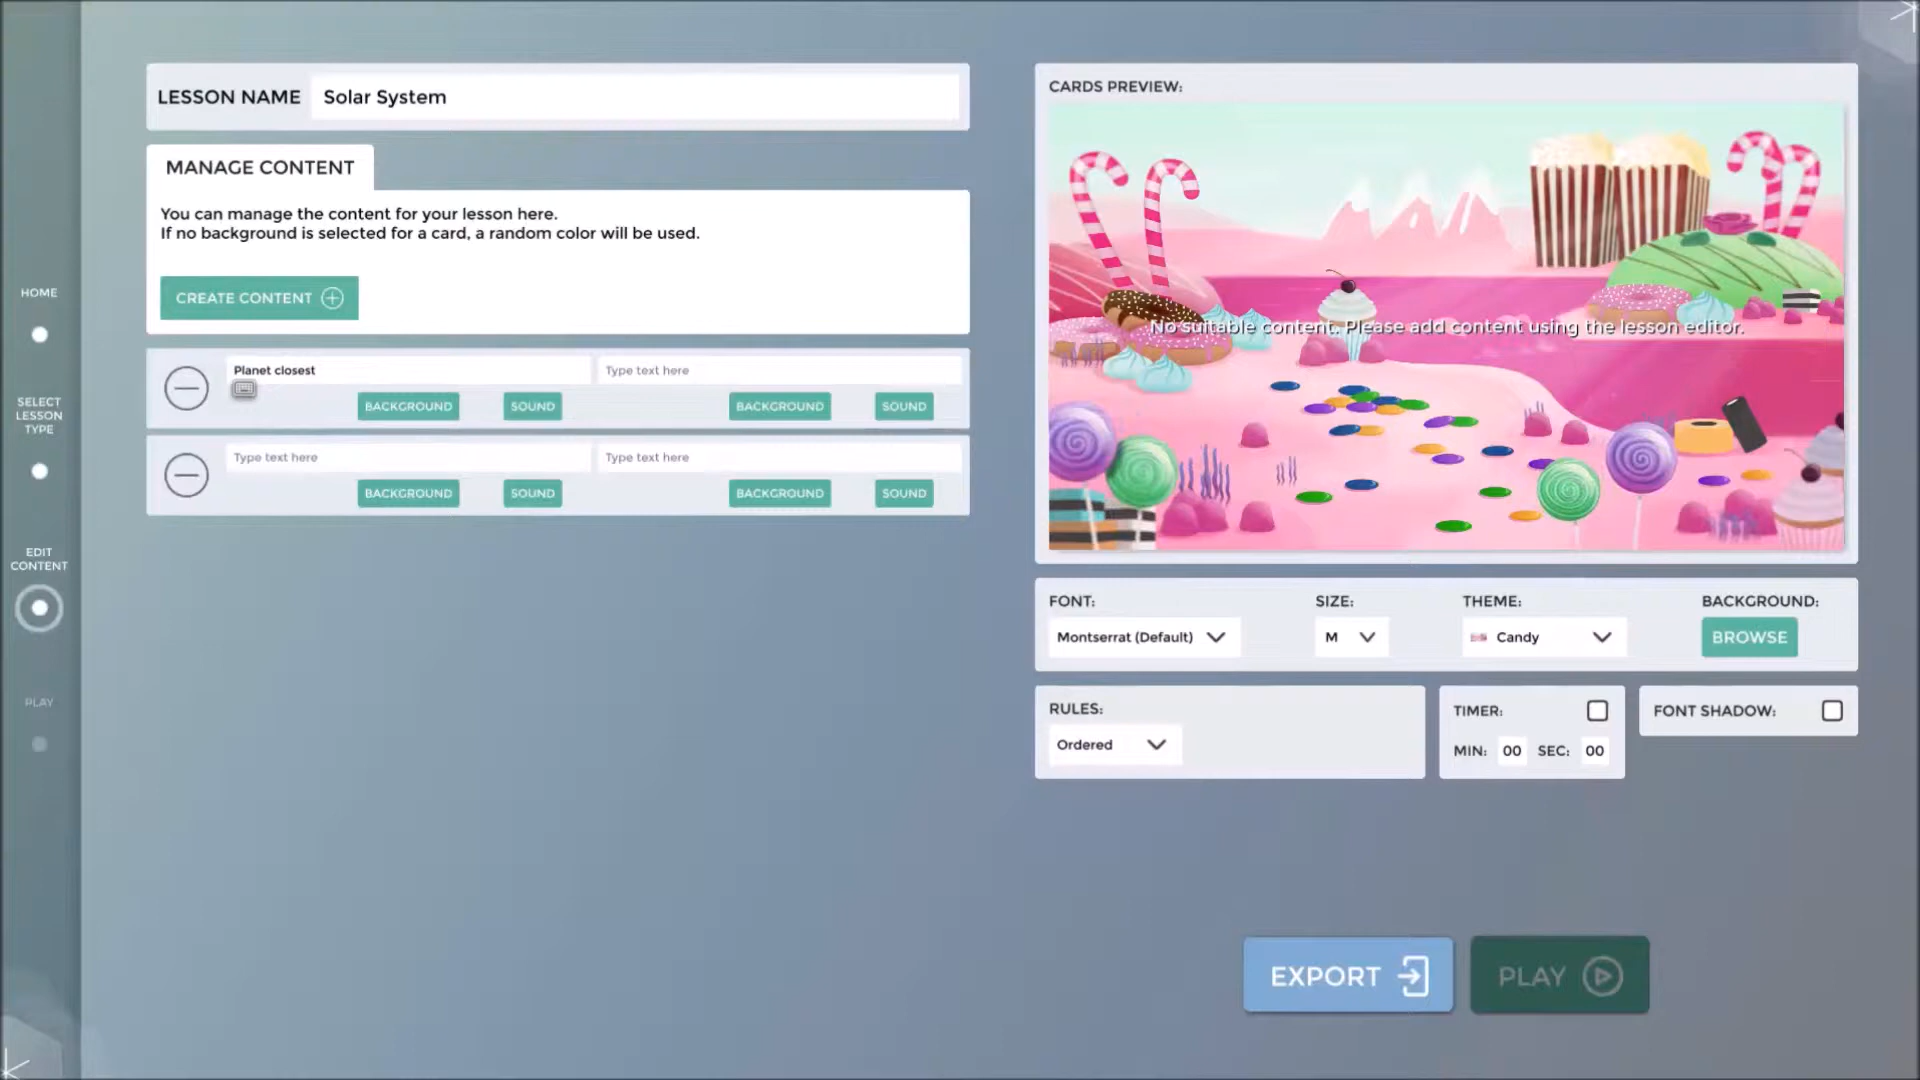 HOME
SELECT
LESSON
TYPE
EDIT
CONTENT
PLAY
LESSON NAME Solar System
MANAGE CONTENT
You can manage the content for your lesson here.
If no background is selected for a card, a random color will be used.
CREATE CONTENT
Planet closest Type text here
BACKGROUND SOUND BACKGROUND SOUND
Type text here Type text here
BACKGROUND SOUND BACKGROUND SOUND
CARDS PREVIEW:
No suitable content. Please add content using the lesson editor.
FONT: SIZE: THEME: BACKGROUND:
Montserrat (Default) M Candy BROWSE
RULES:
Ordered
TIMER:
MIN: 00 SEC: 00
FONT SHADOW:
EXPORT
PLAY